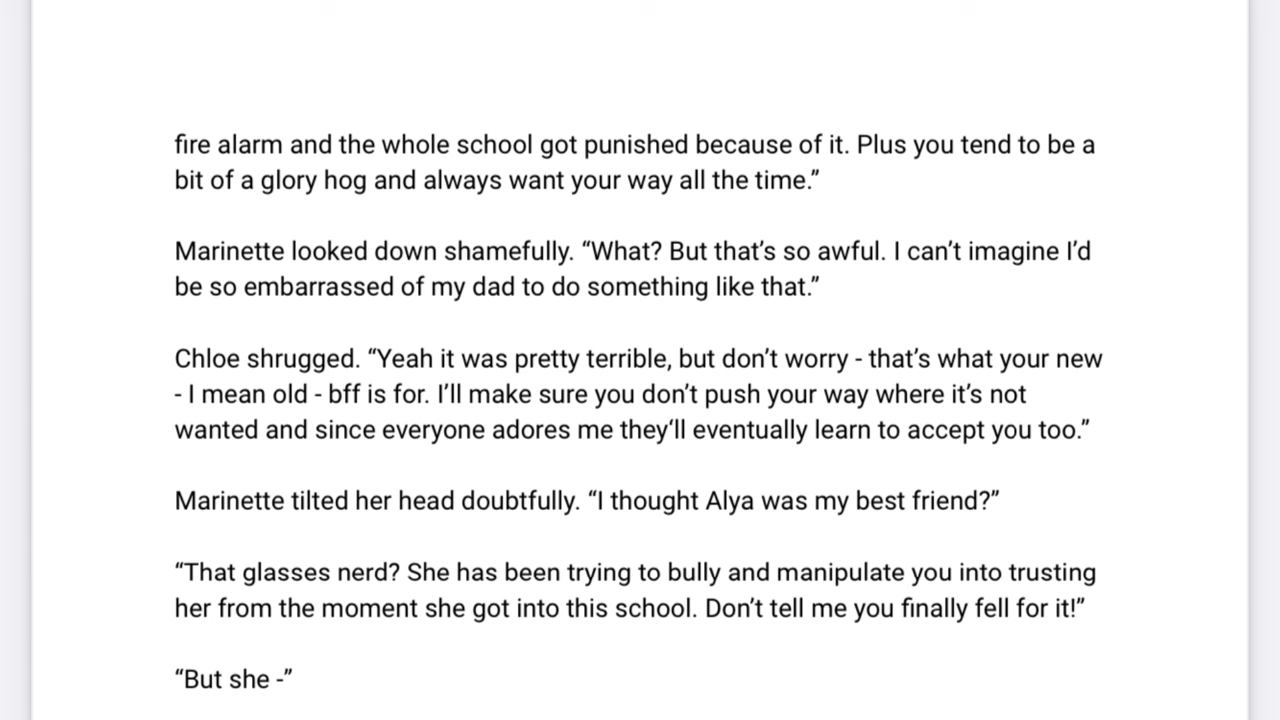 fire alarm and the whole school got punished because of it. Plus you tend to be a
bit of a glory hog and always want your way all the time.”
Marinette looked down shamefully. “What? But that’s so awful. I can’t imagine I’d
be so embarrassed of my dad to do something like that.”
Chloe shrugged. “Yeah it was pretty terrible, but don’t worry - that’s what your new
- I mean old - bff is for. I’ll make sure you don’t push your way where it’s not
wanted and since everyone adores me they‘ll eventually learn to accept you too.”
Marinette tilted her head doubtfully. “I thought Alya was my best friend?”
“That glasses nerd? She has been trying to bully and manipulate you into trusting
her from the moment she got into this school. Don’t tell me you finally fell for it!”
“But she -”